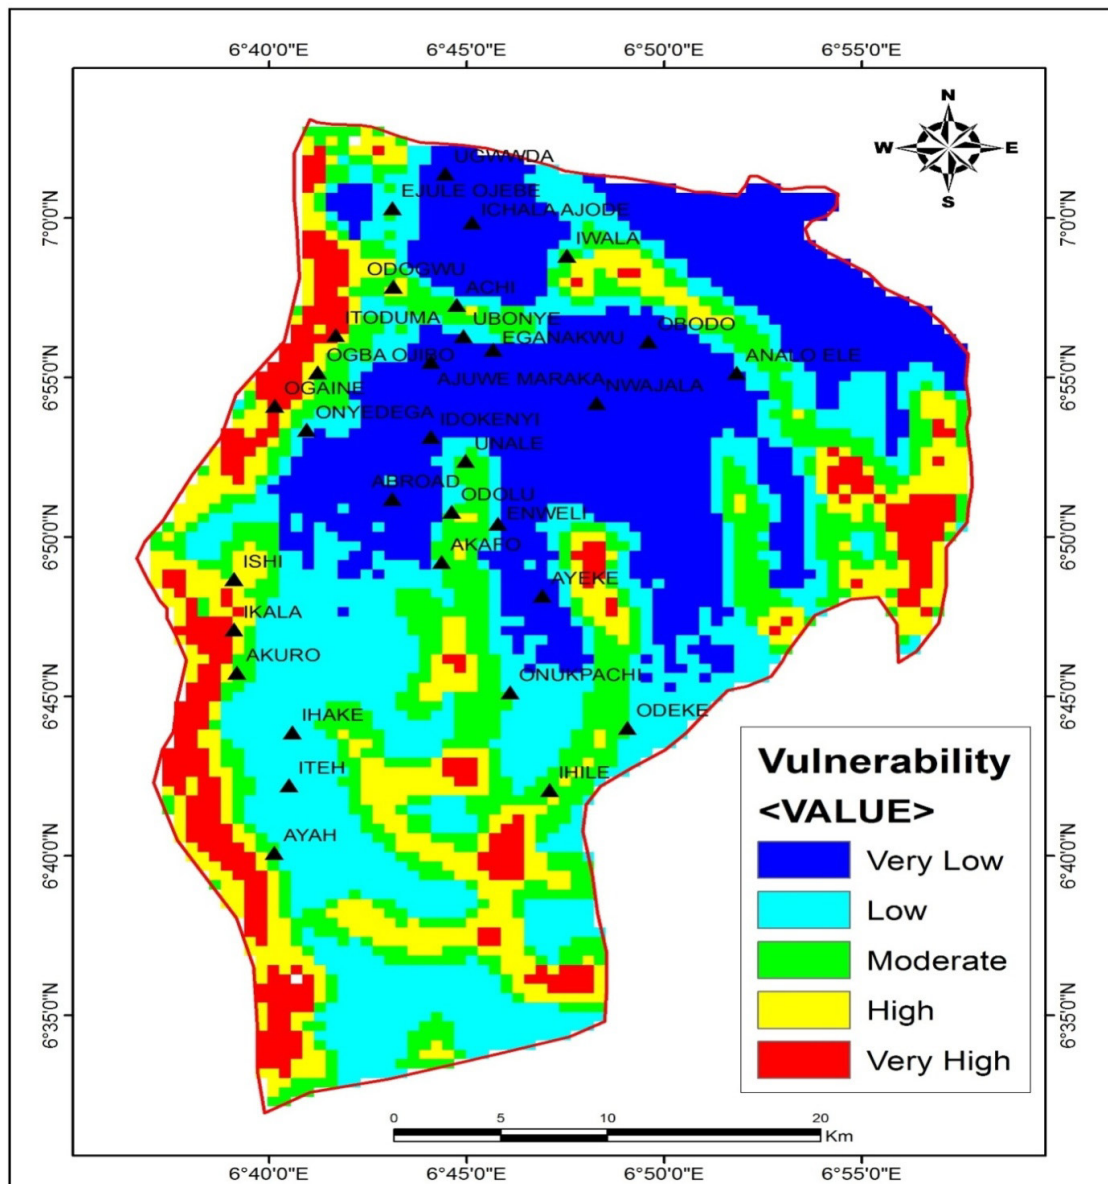 6°40'0"E 6°45'0"E 6°50'0"E 6°55'0"E
N
W E
S
UGWWDA
EJULE OJEBE
ICHALA AJODE
7°0'0"N 7°0'0"N
IWALA
ODOGWU
ACHI
ITODUMA
UBONYE
OBODO
EGANAKWU
OGBA OJIBO
ANALO ELE
6°55'0"N 6°55'0"N
AJUWE MARAKA
NWAJALA
OGAINE
ONYEDEGA
IDOKENYI
UNALE
ABROAD
ODOLU
ENWELI
6°50'0"N 6°50'0"N
AKAFO
ISHI
AYEKE
IKALA
AKURO
ONUKPACHI
6°45'0"N 6°45'0"N
IHAKE
ODEKE
ITEH
IHILE
AYAH
6°40'0"N 6°40'0"N
6°35'0"N 6°35'0"N
Vulnerability
<VALUE>
Very Low
Low
Moderate
High
Very High
0 5 10 20
Km
6°40'0"E 6°45'0"E 6°50'0"E 6°55'0"E